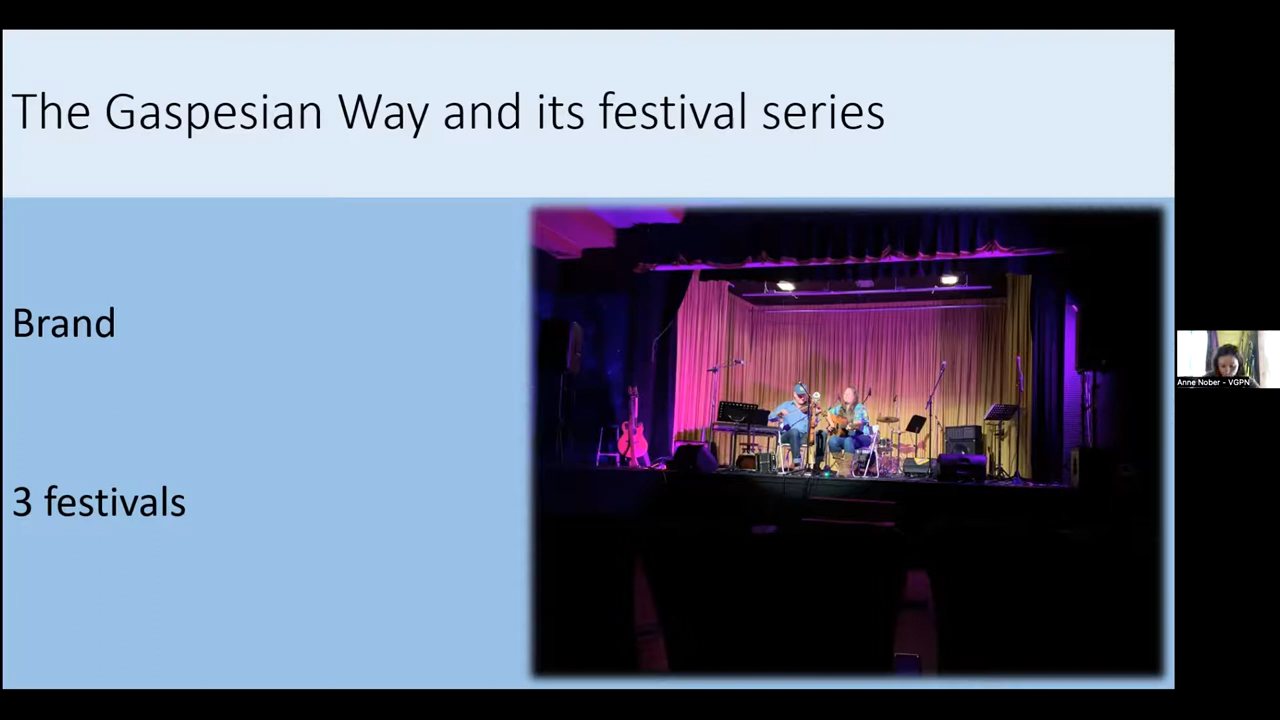 The Gaspesian Way and its festival series
Brand
3 festivals
Anne Nober - VGPN